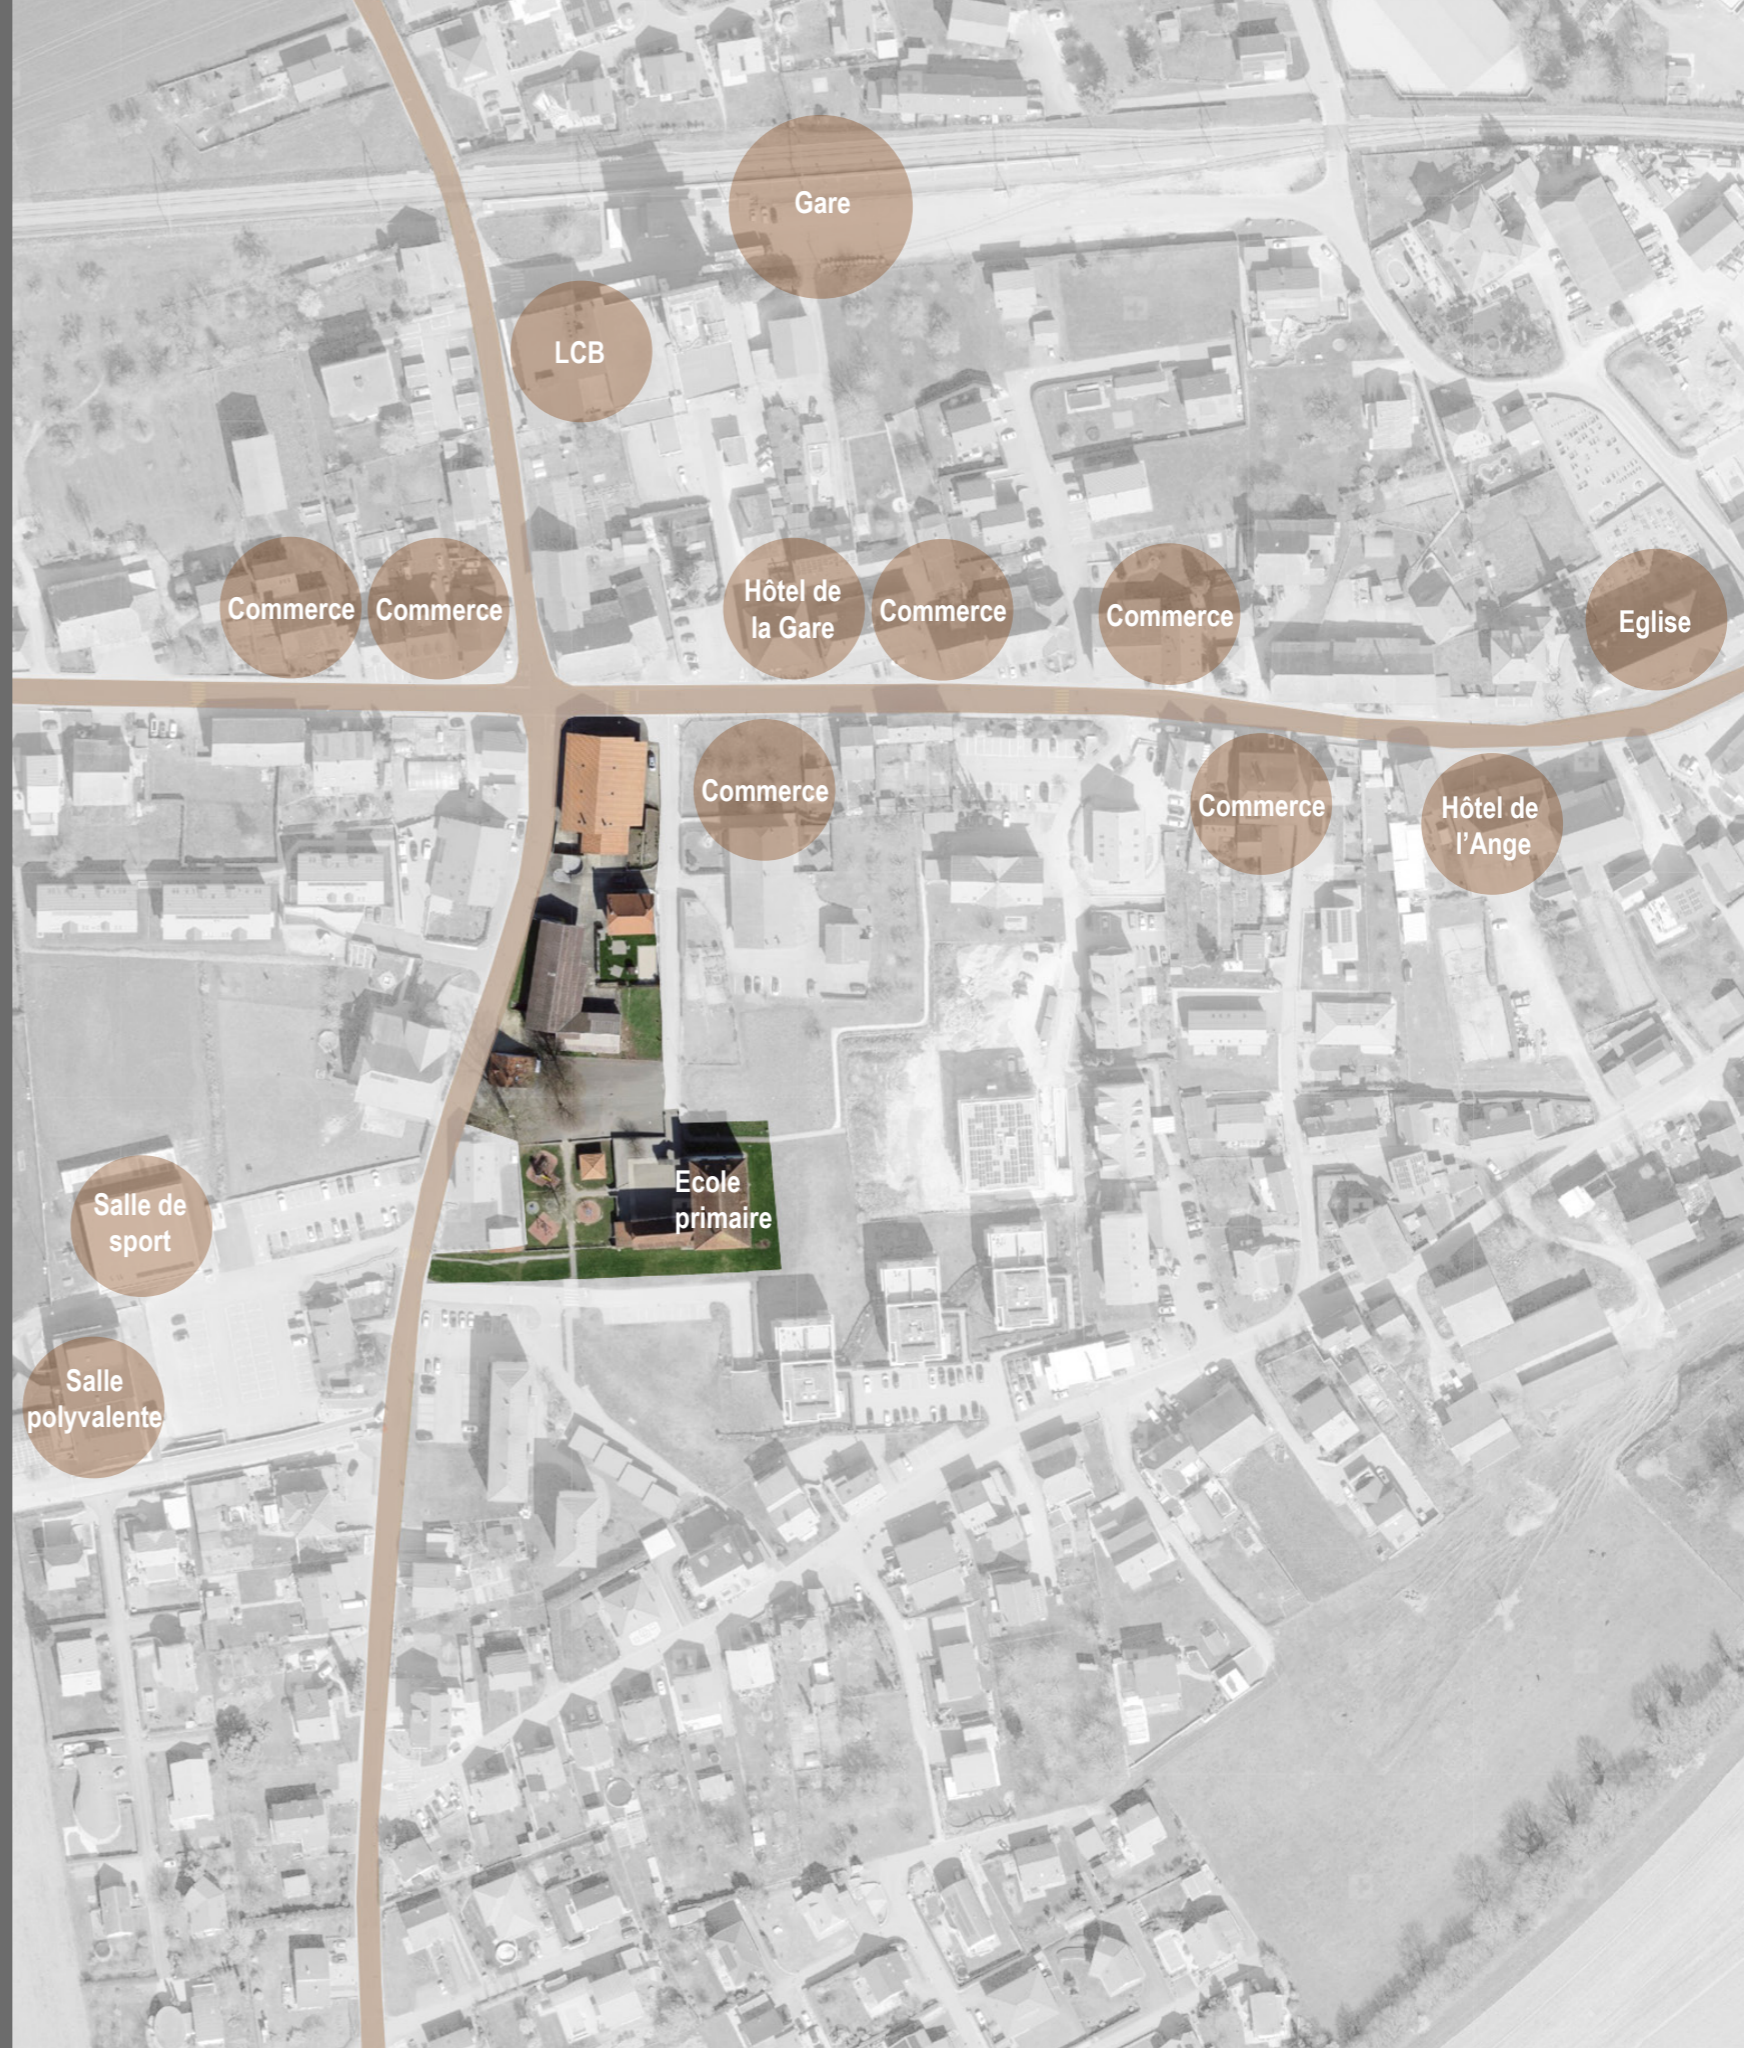 Gare
LCB
Commerce
Commerce
Hôtel de
la Gare
Commerce
Commerce
Eglise
Commerce
Commerce
Hôtel de
l’Ange
Ecole
primaire
Salle de
sport
Salle
polyvalente